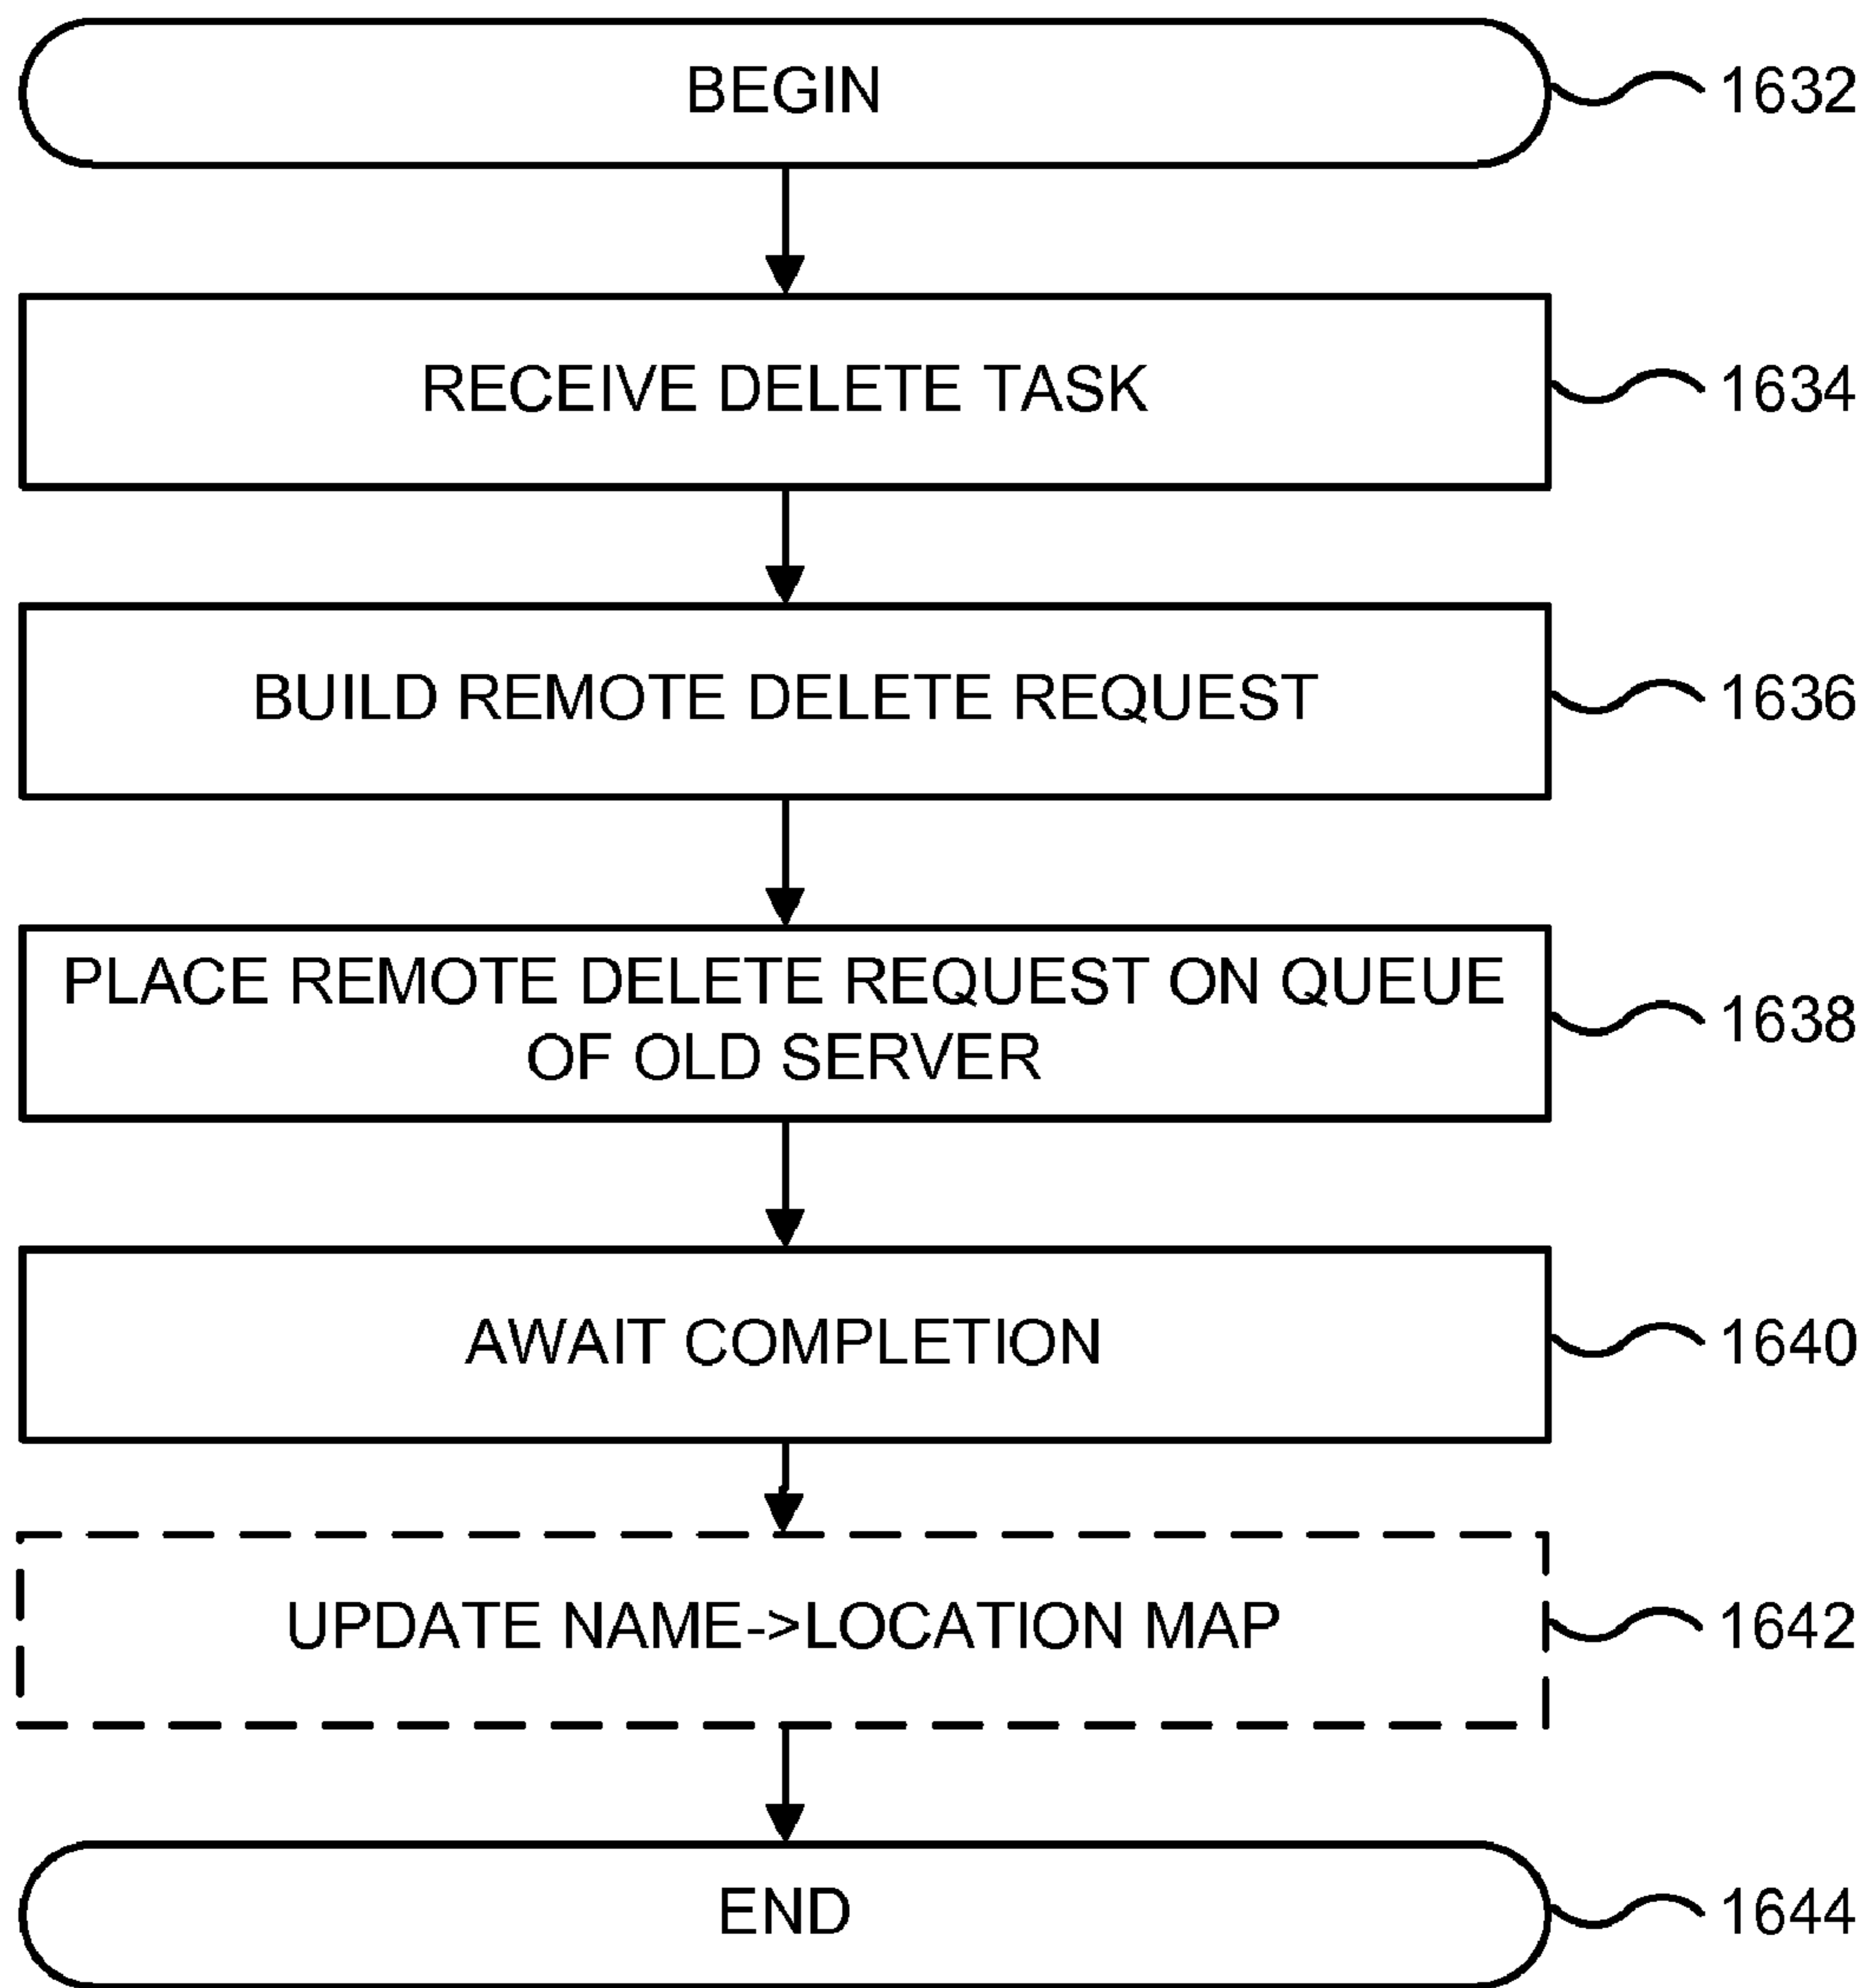 BEGIN
1632
RECEIVE DELETE TASK
1634
BUILD REMOTE DELETE REQUEST
1636
PLACE REMOTE DELETE REQUEST ON QUEUE
OF OLD SERVER
1638
AWAIT COMPLETION
1640
UPDATE NAME->LOCATION MAP
1642
END
1644